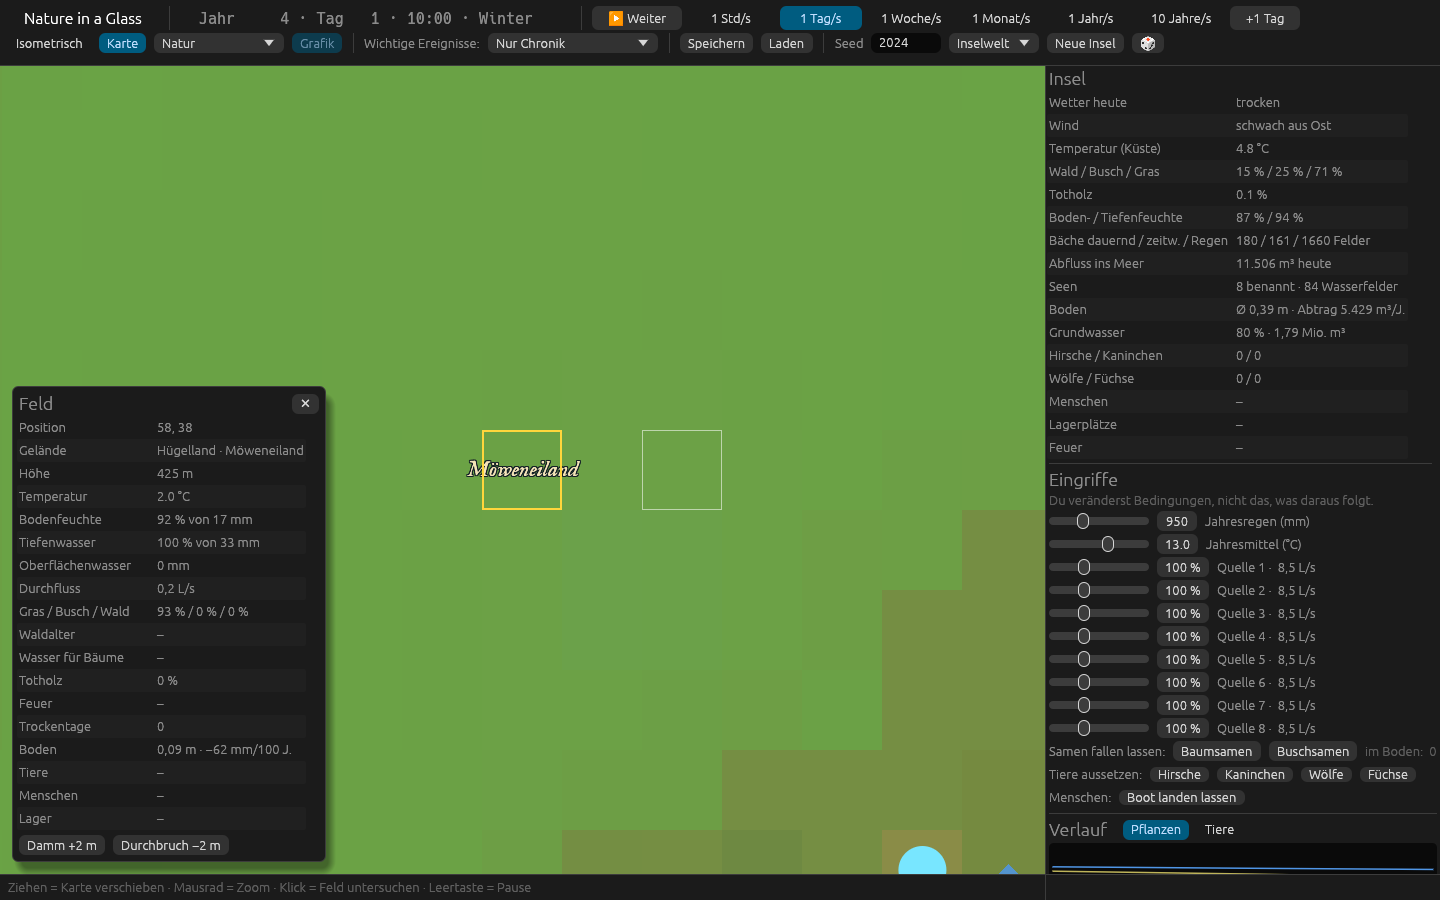 Nature in a Glass
Jahr 4 · Tag 1 · 10:00 · Winter
Weiter 1 Std/s 1 Tag/s 1 Woche/s 1 Monat/s 1 Jahr/s 10 Jahre/s +1 Tag
Isometrisch Karte Natur Grafik Wichtige Ereignisse: Nur Chronik Speichern Laden Seed 2024 Inselwelt Neue Insel
Möweneiland
Feld ✕
Position 58, 38
Gelände Hügelland · Möweneiland
Höhe 425 m
Temperatur 2.0 °C
Bodenfeuchte 92 % von 17 mm
Tiefenwasser 100 % von 33 mm
Oberflächenwasser 0 mm
Durchfluss 0,2 L/s
Gras / Busch / Wald 93 % / 0 % / 0 %
Waldalter –
Wasser für Bäume –
Totholz 0 %
Feuer –
Trockentage 0
Boden 0,09 m · −62 mm/100 J.
Tiere –
Menschen –
Lager –
Damm +2 m Durchbruch −2 m
Insel
Wetter heute trocken
Wind schwach aus Ost
Temperatur (Küste) 4.8 °C
Wald / Busch / Gras 15 % / 25 % / 71 %
Totholz 0.1 %
Boden- / Tiefenfeuchte 87 % / 94 %
Bäche dauernd / zeitw. / Regen 180 / 161 / 1660 Felder
Abfluss ins Meer 11.506 m³ heute
Seen 8 benannt · 84 Wasserfelder
Boden Ø 0,39 m · Abtrag 5.429 m³/J.
Grundwasser 80 % · 1,79 Mio. m³
Hirsche / Kaninchen 0 / 0
Wölfe / Füchse 0 / 0
Menschen –
Lagerplätze –
Feuer –
Eingriffe
Du veränderst Bedingungen, nicht das, was daraus folgt.
950 Jahresregen (mm)
13.0 Jahresmittel (°C)
100 % Quelle 1 · 8,5 L/s
100 % Quelle 2 · 8,5 L/s
100 % Quelle 3 · 8,5 L/s
100 % Quelle 4 · 8,5 L/s
100 % Quelle 5 · 8,5 L/s
100 % Quelle 6 · 8,5 L/s
100 % Quelle 7 · 8,5 L/s
100 % Quelle 8 · 8,5 L/s
Samen fallen lassen: Baumsamen Buschsamen im Boden: 0
Tiere aussetzen: Hirsche Kaninchen Wölfe Füchse
Menschen: Boot landen lassen
Verlauf Pflanzen Tiere
Ziehen = Karte verschieben · Mausrad = Zoom · Klick = Feld untersuchen · Leertaste = Pause